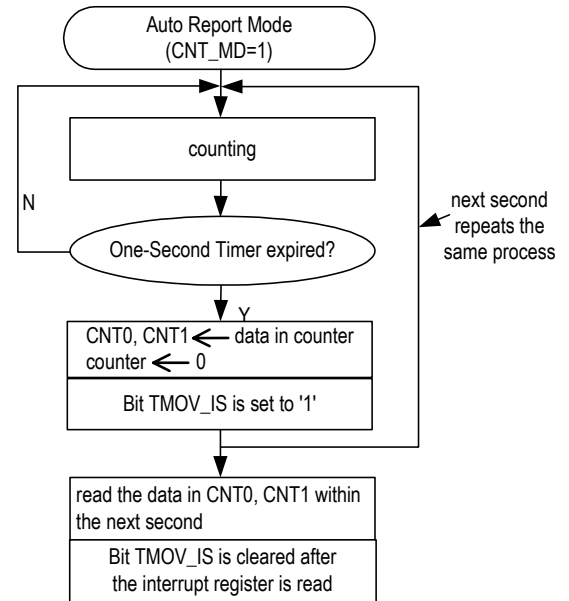 Auto Report Mode
(CNT_MD=1)
counting
N
next second
repeats the
same process
One-Second Timer expired?
Y
CNT0, CNT1 ← data in counter
counter ← 0
Bit TMOV_IS is set to '1'
read the data in CNT0, CNT1 within
the next second
Bit TMOV_IS is cleared after
the interrupt register is read